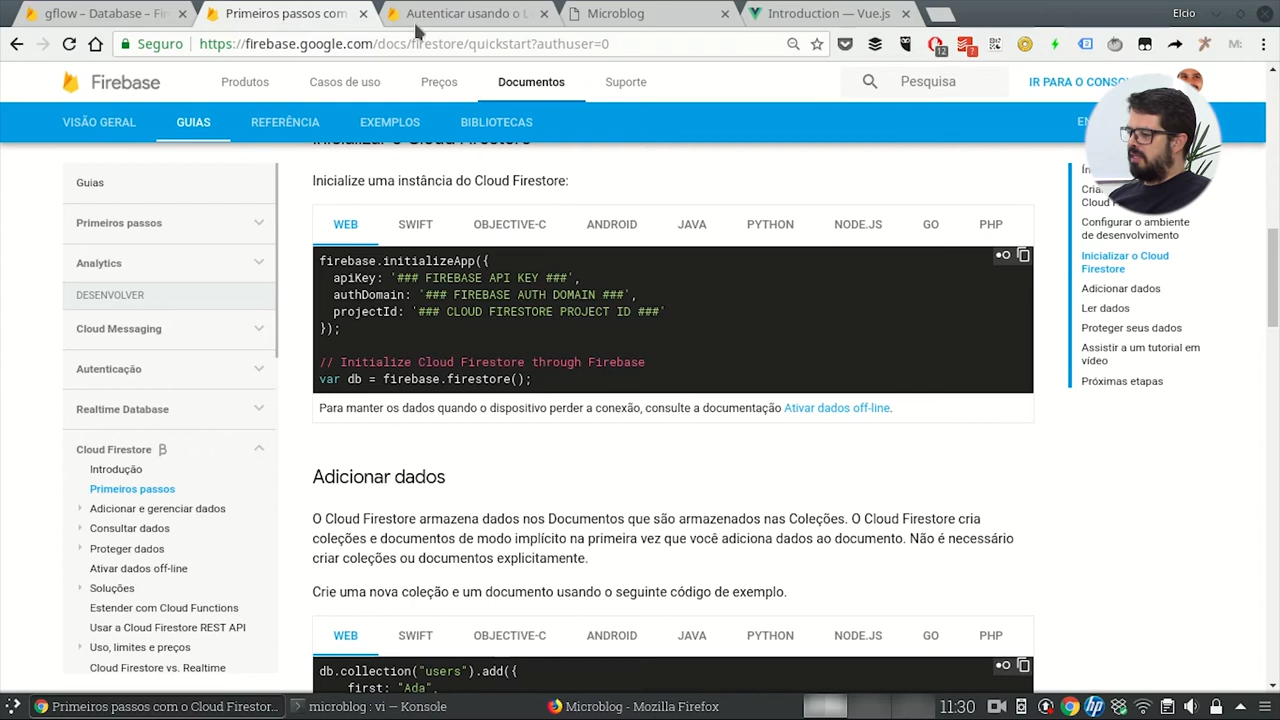 gflow – Database – Fire
Primeiros passos com
Autenticar usando o L
Microblog
Introduction — Vue.js
Elcio
Seguro
https://firebase.google.com/docs/firestore/quickstart?authuser=0
12
7
M:
Firebase
Produtos
Casos de uso
Preços
Documentos
Suporte
Pesquisa
IR PARA O CONSO
VISÃO GERAL
GUIAS
REFERÊNCIA
EXEMPLOS
BIBLIOTECAS
Inicializar o Cloud Firestore
Guias
Primeiros passos
Analytics
DESENVOLVER
Cloud Messaging
Autenticação
Realtime Database
Cloud Firestore β
Introdução
Primeiros passos
Adicionar e gerenciar dados
Consultar dados
Proteger dados
Ativar dados off-line
Soluções
Estender com Cloud Functions
Usar a Cloud Firestore REST API
Uso, limites e preços
Cloud Firestore vs. Realtime
Inicialize uma instância do Cloud Firestore:
WEB SWIFT OBJECTIVE-C ANDROID JAVA PYTHON NODE.JS GO PHP
firebase.initializeApp({
apiKey: '### FIREBASE API KEY ###',
authDomain: '### FIREBASE AUTH DOMAIN ###',
projectId: '### CLOUD FIRESTORE PROJECT ID ###'
});
// Initialize Cloud Firestore through Firebase
var db = firebase.firestore();
Para manter os dados quando o dispositivo perder a conexão, consulte a documentação Ativar dados off-line.
Adicionar dados
O Cloud Firestore armazena dados nos Documentos que são armazenados nas Coleções. O Cloud Firestore cria
coleções e documentos de modo implícito na primeira vez que você adiciona dados ao documento. Não é necessário
criar coleções ou documentos explicitamente.
Crie uma nova coleção e um documento usando o seguinte código de exemplo.
WEB SWIFT OBJECTIVE-C ANDROID JAVA PYTHON NODE.JS GO PHP
db.collection("users").add({
first: "Ada",
Configurar o ambiente
de desenvolvimento
Inicializar o Cloud
Firestore
Adicionar dados
Ler dados
Proteger seus dados
Assistir a um tutorial em
vídeo
Próximas etapas
Primeiros passos com o Cloud Firestor...
microblog : vi — Konsole
Microblog - Mozilla Firefox
11:30